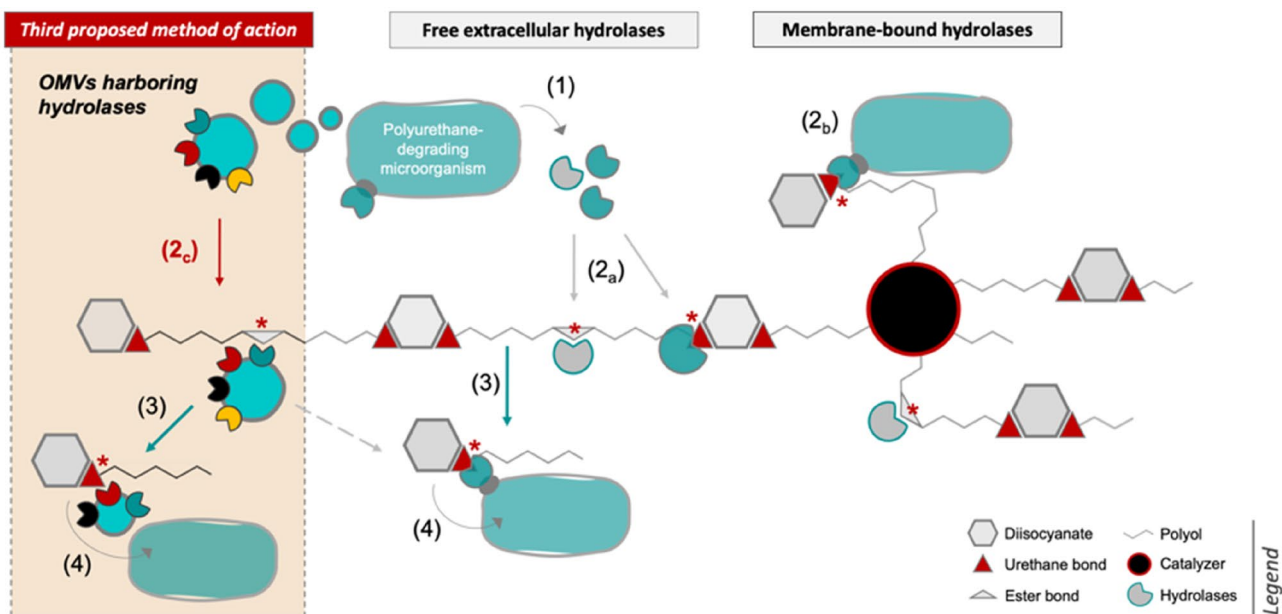 Third proposed method of action
Free extracellular hydrolases
Membrane-bound hydrolases
OMVs harboring
hydrolases
(1)
Polyurethane-
degrading
microorganism
(2b)
(2c)
(2a)
*
*
*
*
*
(3)
(3)
*
*
*
(4)
(4)
Diisocyanate
Polyol
Urethane bond
Catalyzer
Ester bond
Hydrolases
Legend